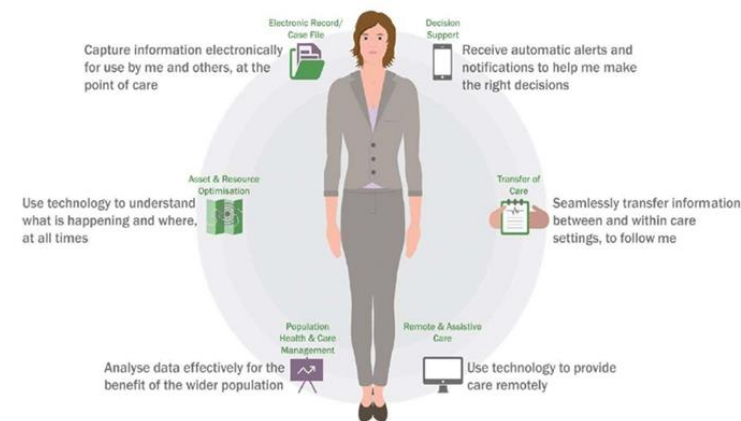 Electronic Record/
Case File
Capture information electronically
for use by me and others, at the
point of care
Decision
Support
Receive automatic alerts and
notifications to help me make
the right decisions
Asset & Resource
Optimisation
Use technology to understand
what is happening and where,
at all times
Transfer of
Care
Seamlessly transfer information
between and within care
settings, to follow me
Population
Health & Care
Management
Analyse data effectively for the
benefit of the wider population
Remote & Assistive
Care
Use technology to provide
care remotely